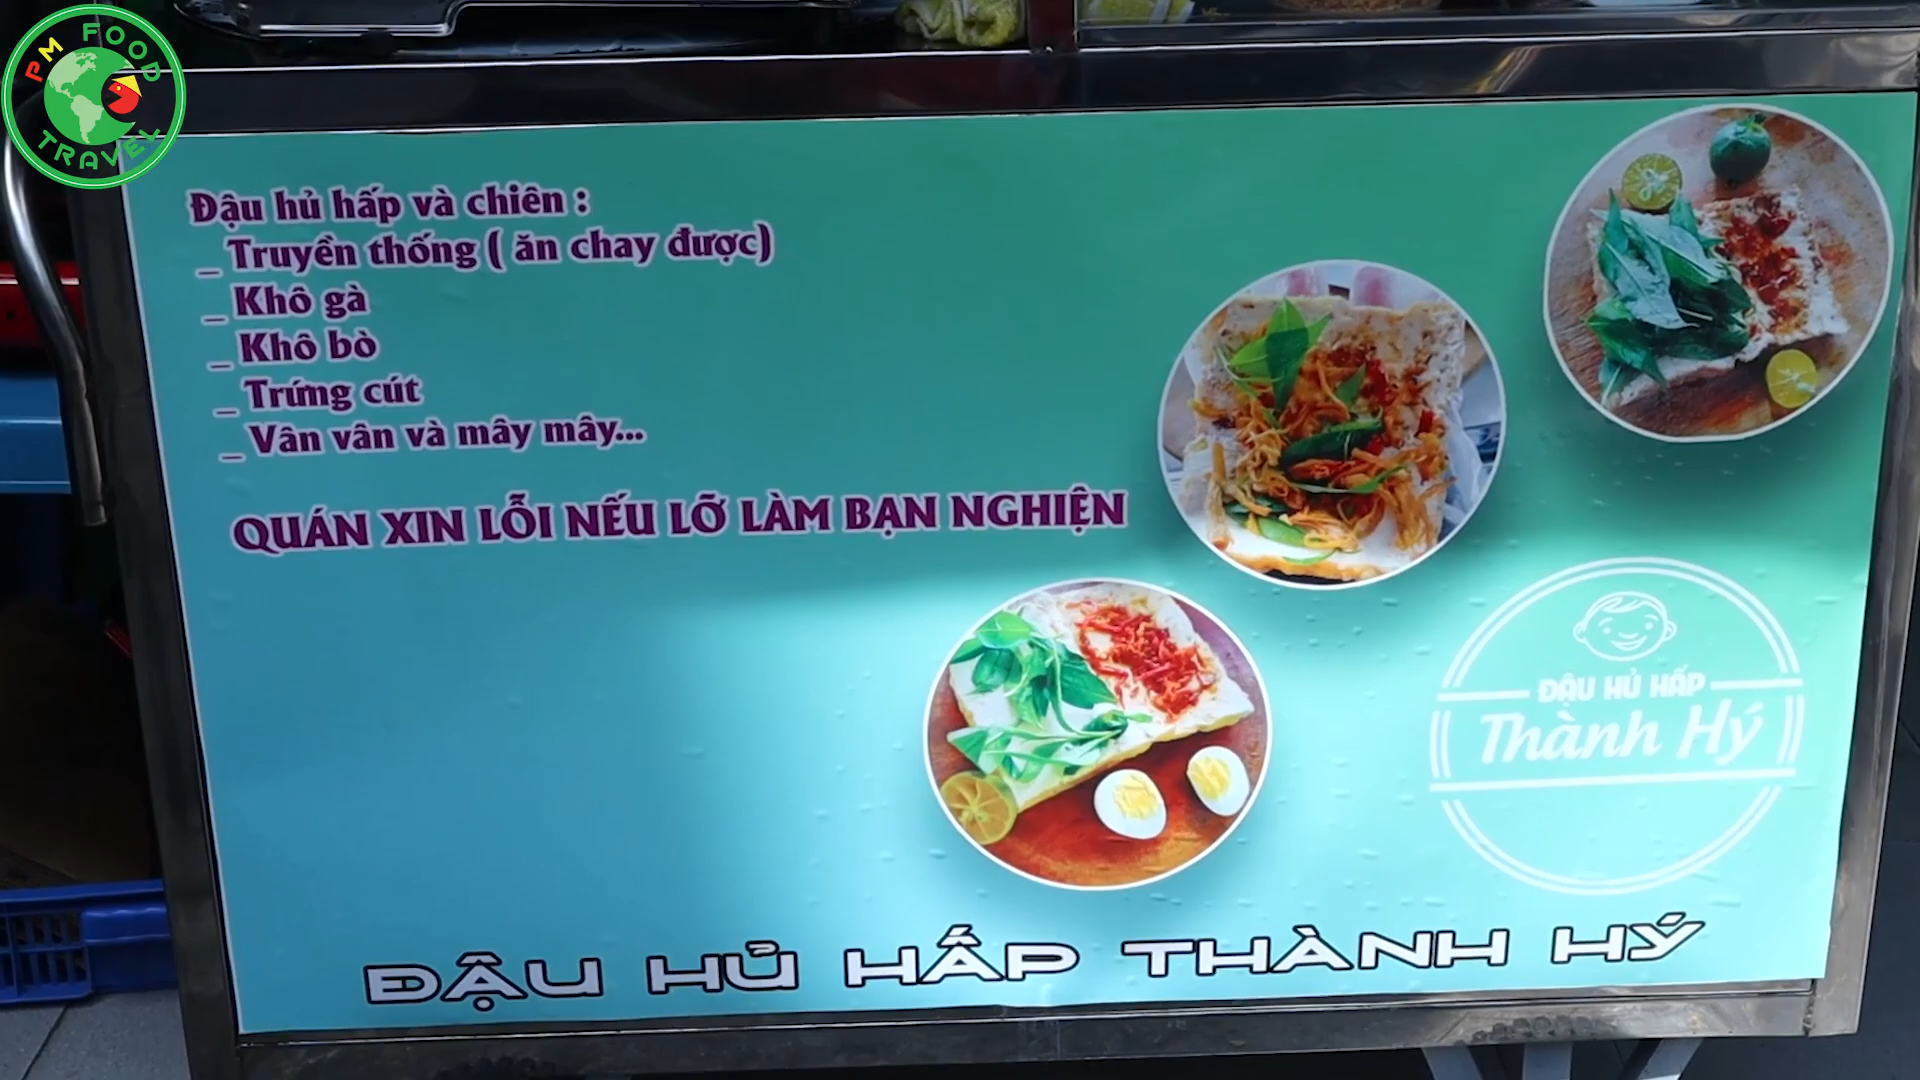 PM FOOD
TRAVEL
Đậu hủ hấp và chiên :
_ Truyền thống ( ăn chay được)
_ Khô gà
_ Khô bò
_ Trứng cút
_ Vân vân và mây mây...
QUÁN XIN LỖI NẾU LỠ LÀM BẠN NGHIỆN
ĐẬU HỦ HẤP
Thành Hý
ĐẬU HỦ HẤP THÀNH HÝ